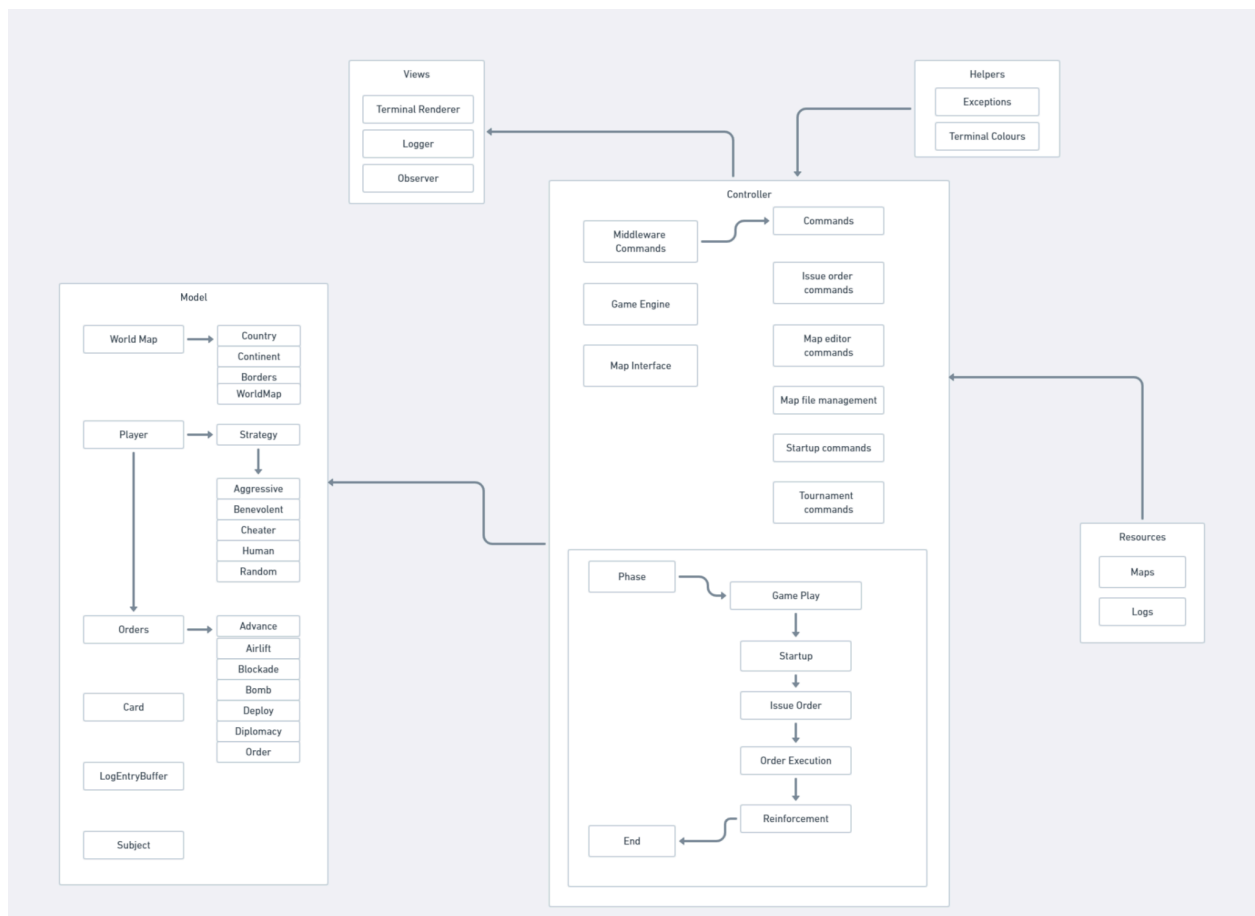 Views
Terminal Renderer
Logger
Observer
Helpers
Exceptions
Terminal Colours
Controller
Middleware
Commands
Game Engine
Map Interface
Commands
Issue order
commands
Map editor
commands
Map file management
Startup commands
Tournament
commands
Phase
Game Play
Startup
Issue Order
Order Execution
Reinforcement
End
Model
World Map
Country
Continent
Borders
WorldMap
Player
Strategy
Aggressive
Benevolent
Cheater
Human
Random
Orders
Advance
Airlift
Blockade
Bomb
Deploy
Diplomacy
Order
Card
LogEntryBuffer
Subject
Resources
Maps
Logs